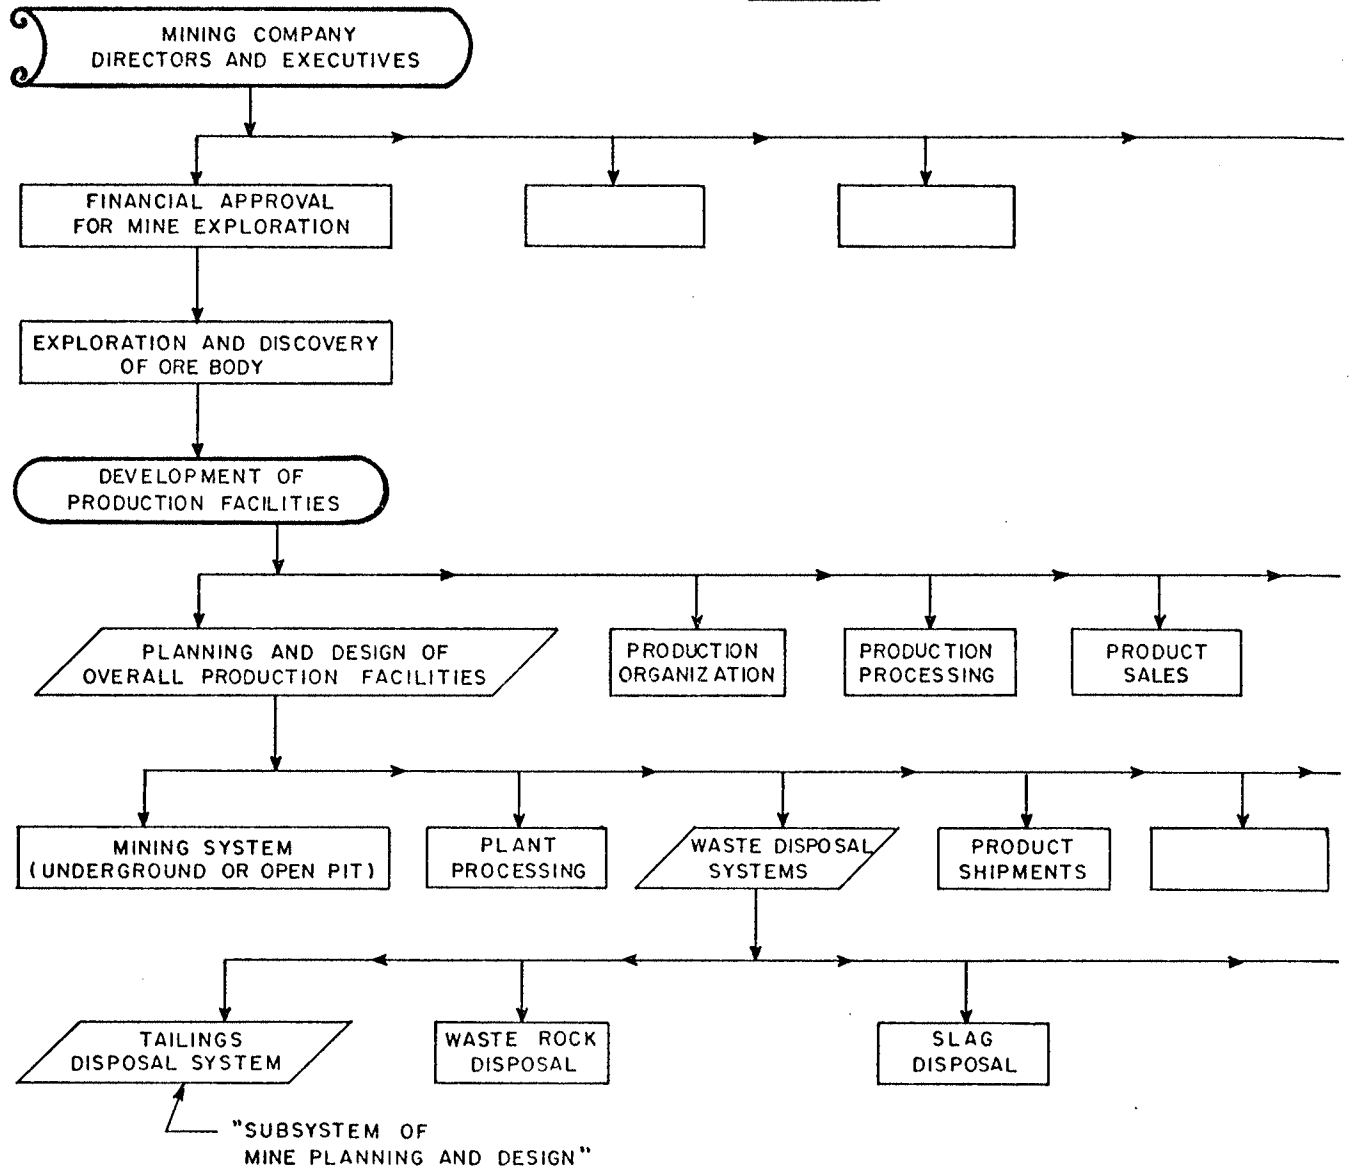 MINING COMPANY
DIRECTORS AND EXECUTIVES
FINANCIAL APPROVAL
FOR MINE EXPLORATION
EXPLORATION AND DISCOVERY
OF ORE BODY
DEVELOPMENT OF
PRODUCTION FACILITIES
PLANNING AND DESIGN OF
OVERALL PRODUCTION FACILITIES
PRODUCTION
ORGANIZATION
PRODUCTION
PROCESSING
PRODUCT
SALES
MINING SYSTEM
(UNDERGROUND OR OPEN PIT)
PLANT
PROCESSING
WASTE DISPOSAL
SYSTEMS
PRODUCT
SHIPMENTS
TAILINGS
DISPOSAL SYSTEM
WASTE ROCK
DISPOSAL
SLAG
DISPOSAL
"SUBSYSTEM OF
MINE PLANNING AND DESIGN"